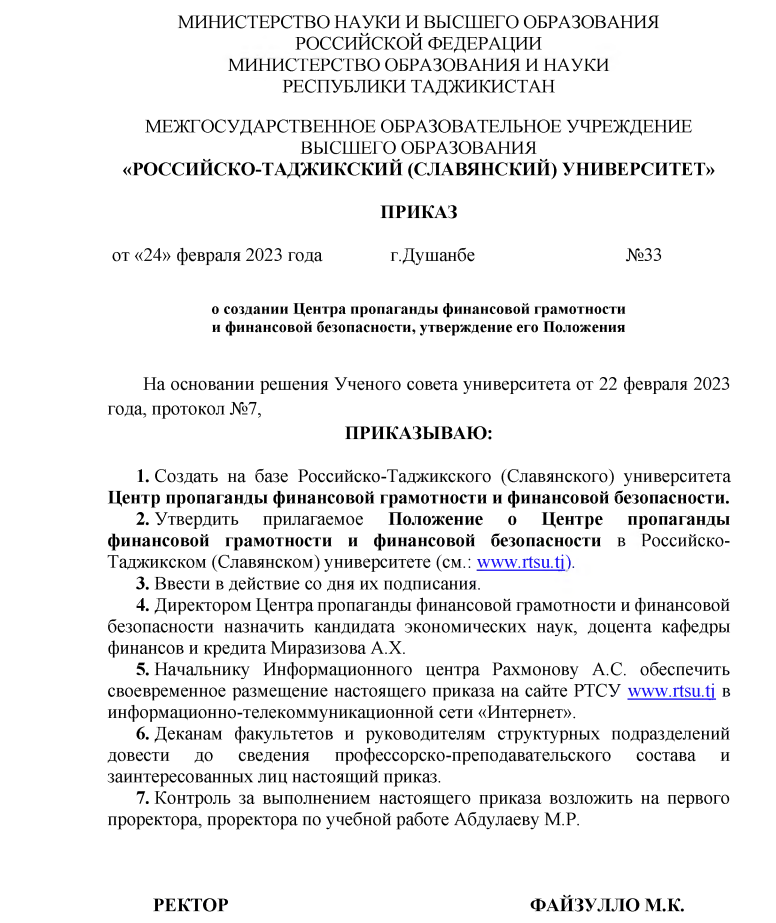 МИНИСТЕРСТВО НАУКИ И ВЫСШЕГО ОБРАЗОВАНИЯ
РОССИЙСКОЙ ФЕДЕРАЦИИ
МИНИСТЕРСТВО ОБРАЗОВАНИЯ И НАУКИ
РЕСПУБЛИКИ ТАДЖИКИСТАН
МЕЖГОСУДАРСТВЕННОЕ ОБРАЗОВАТЕЛЬНОЕ УЧРЕЖДЕНИЕ
ВЫСШЕГО ОБРАЗОВАНИЯ
«РОССИЙСКО-ТАДЖИКСКИЙ (СЛАВЯНСКИЙ) УНИВЕРСИТЕТ»
ПРИКАЗ
от «24» февраля 2023 года г.Душанбе №33
о создании Центра пропаганды финансовой грамотности
и финансовой безопасности, утверждение его Положения
На основании решения Ученого совета университета от 22 февраля 2023
года, протокол №7,
ПРИКАЗЫВАЮ:
1. Создать на базе Российско-Таджикского (Славянского) университета
Центр пропаганды финансовой грамотности и финансовой безопасности.
2. Утвердить прилагаемое Положение о Центре пропаганды
финансовой грамотности и финансовой безопасности в Российско-
Таджикском (Славянском) университете (см.: www.rtsu.tj).
3. Ввести в действие со дня их подписания.
4. Директором Центра пропаганды финансовой грамотности и финансовой
безопасности назначить кандидата экономических наук, доцента кафедры
финансов и кредита Миразизова А.Х.
5. Начальнику Информационного центра Рахмонову А.С. обеспечить
своевременное размещение настоящего приказа на сайте РТСУ www.rtsu.tj в
информационно-телекоммуникационной сети «Интернет».
6. Деканам факультетов и руководителям структурных подразделений
довести до сведения профессорско-преподавательского состава и
заинтересованных лиц настоящий приказ.
7. Контроль за выполнением настоящего приказа возложить на первого
проректора, проректора по учебной работе Абдулаеву М.Р.
РЕКТОР ФАЙЗУЛЛО М.К.